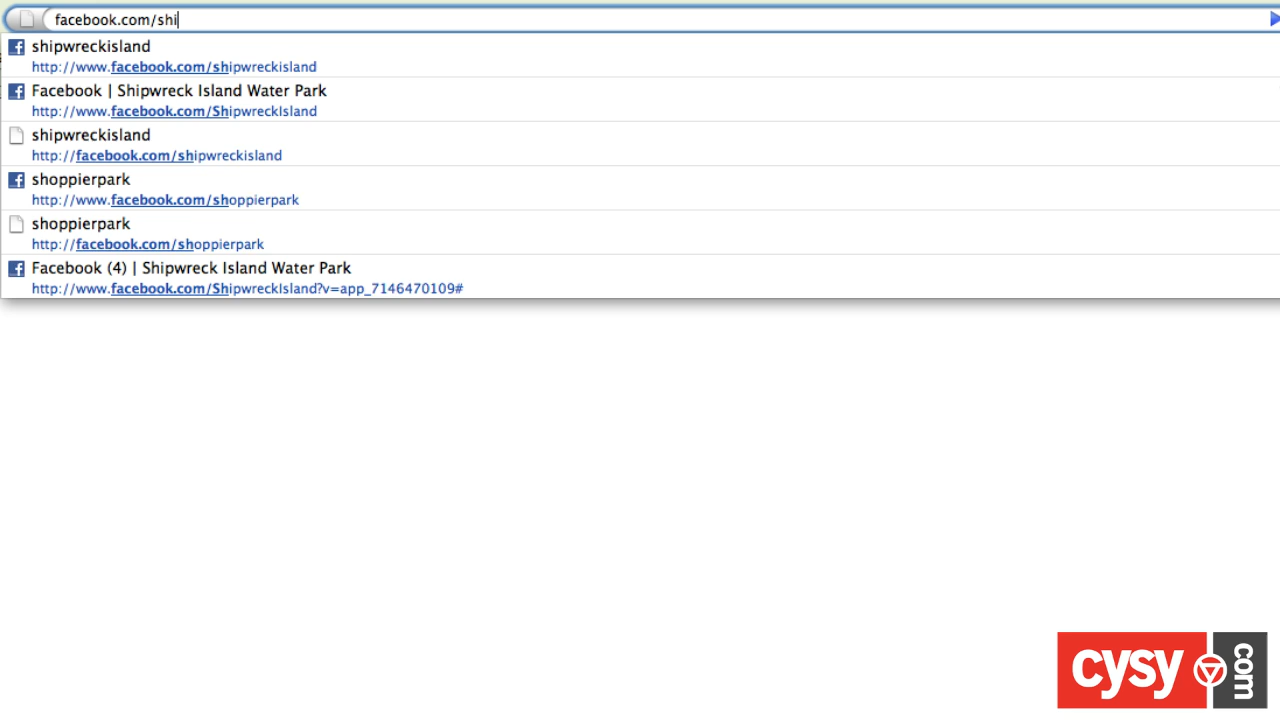 facebook.com/shi
shipwreckisland
http://www.facebook.com/shipwreckisland
Facebook | Shipwreck Island Water Park
http://www.facebook.com/ShipwreckIsland
shipwreckisland
http://facebook.com/shipwreckisland
shoppierpark
http://www.facebook.com/shoppierpark
shoppierpark
http://facebook.com/shoppierpark
Facebook (4) | Shipwreck Island Water Park
http://www.facebook.com/ShipwreckIsland?v=app_7146470109#
cysy com